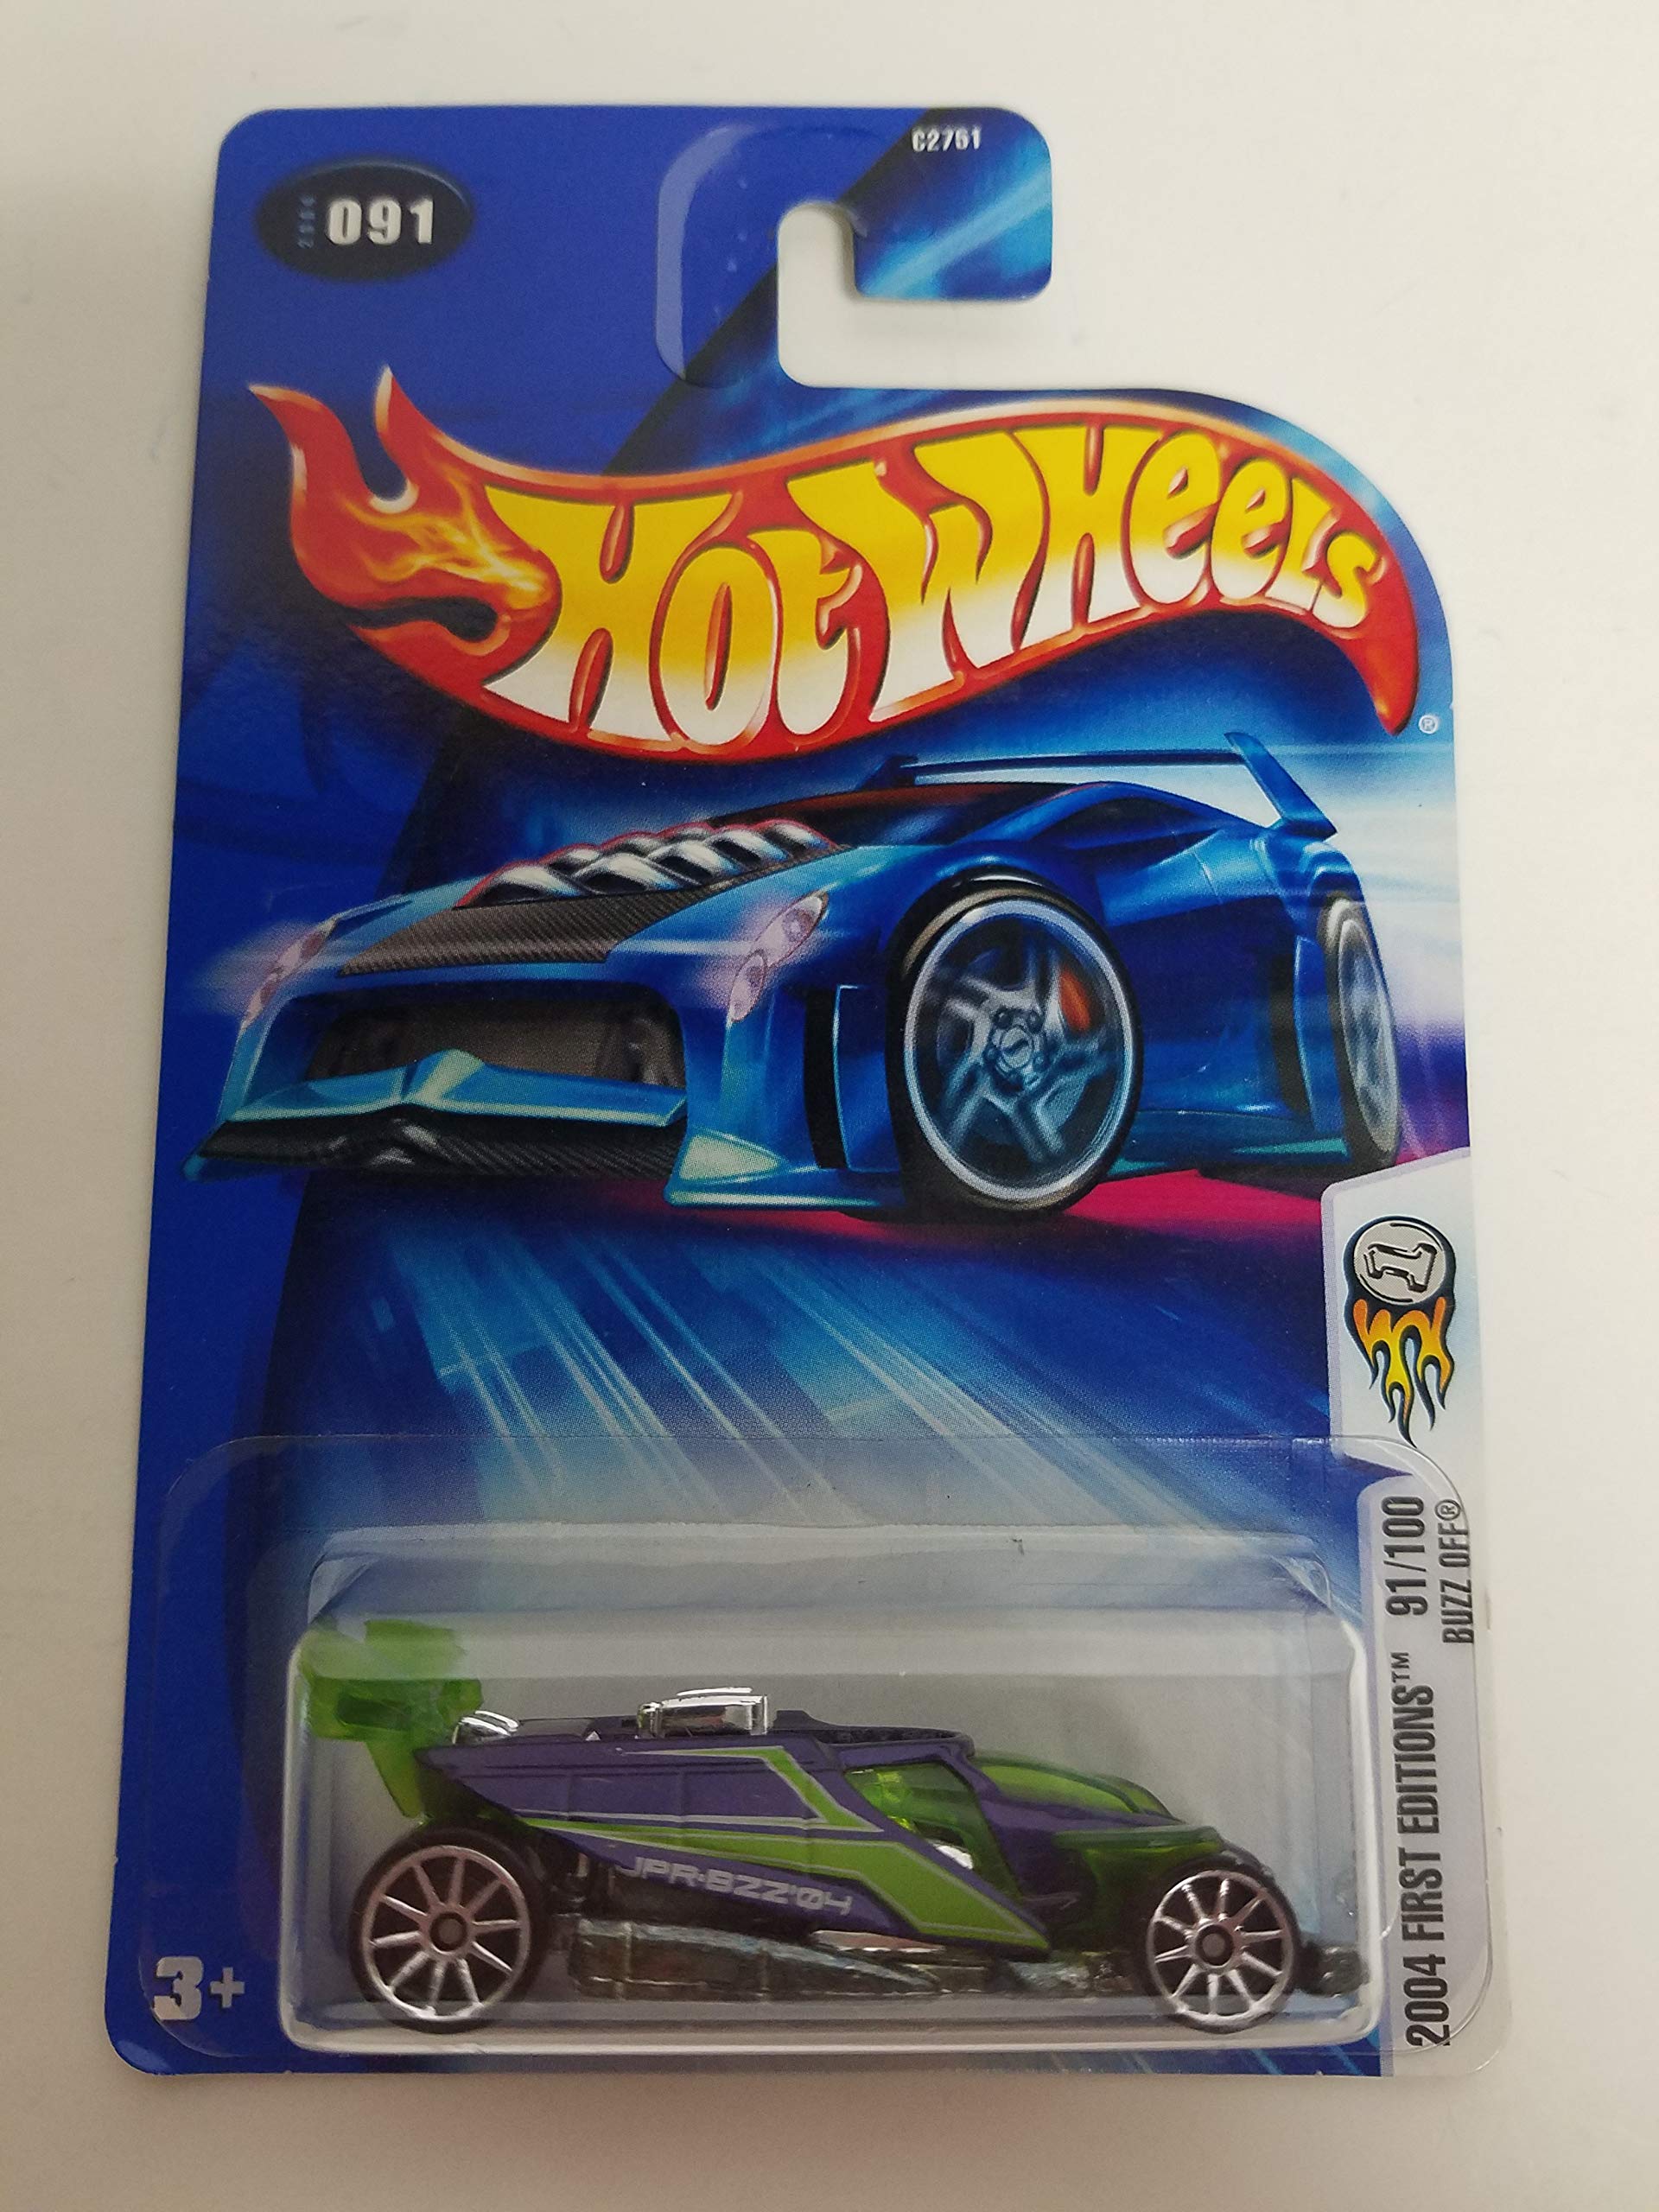 C2761
2004 091
HOT WHEELS®
2004 FIRST EDITIONS™ 91/100
BUZZ OFF®
JPR-BZZ'04
3+